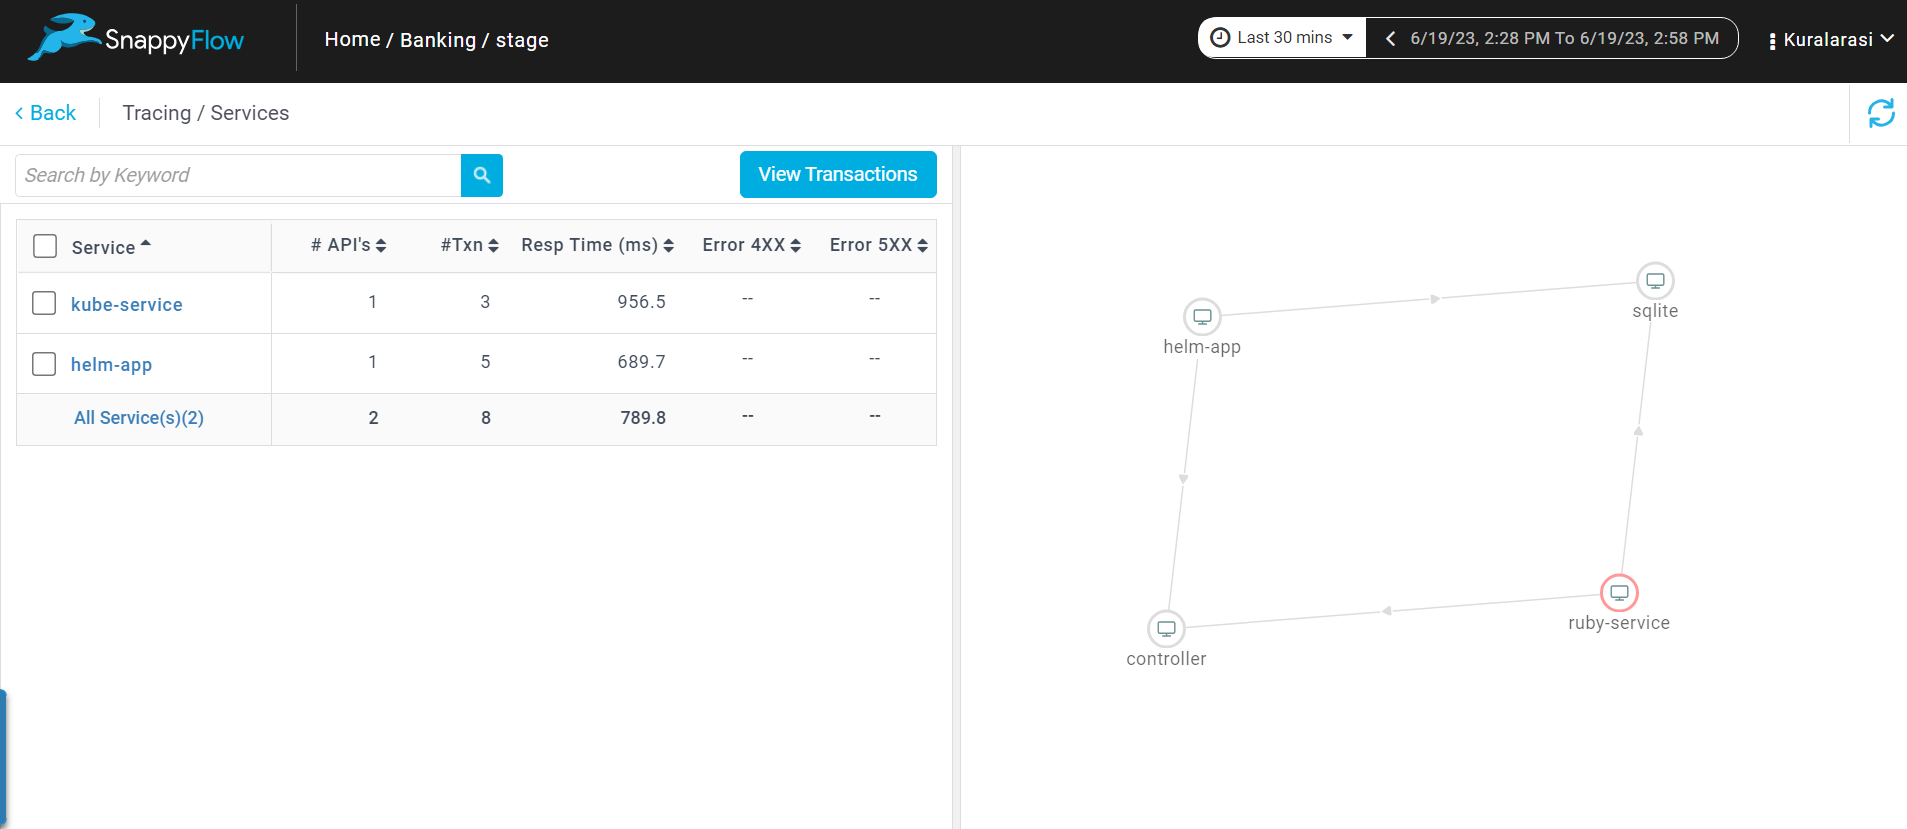 SnappyFlow
Home / Banking / stage
Last 30 mins
6/19/23, 2:28 PM To 6/19/23, 2:58 PM
Kuralarasi
Back
Tracing / Services
Search by Keyword
View Transactions
Service # API's #Txn Resp Time (ms) Error 4XX Error 5XX
kube-service 1 3 956.5 -- --
helm-app 1 5 689.7 -- --
All Service(s)(2) 2 8 789.8 -- --
sqlite
helm-app
ruby-service
controller